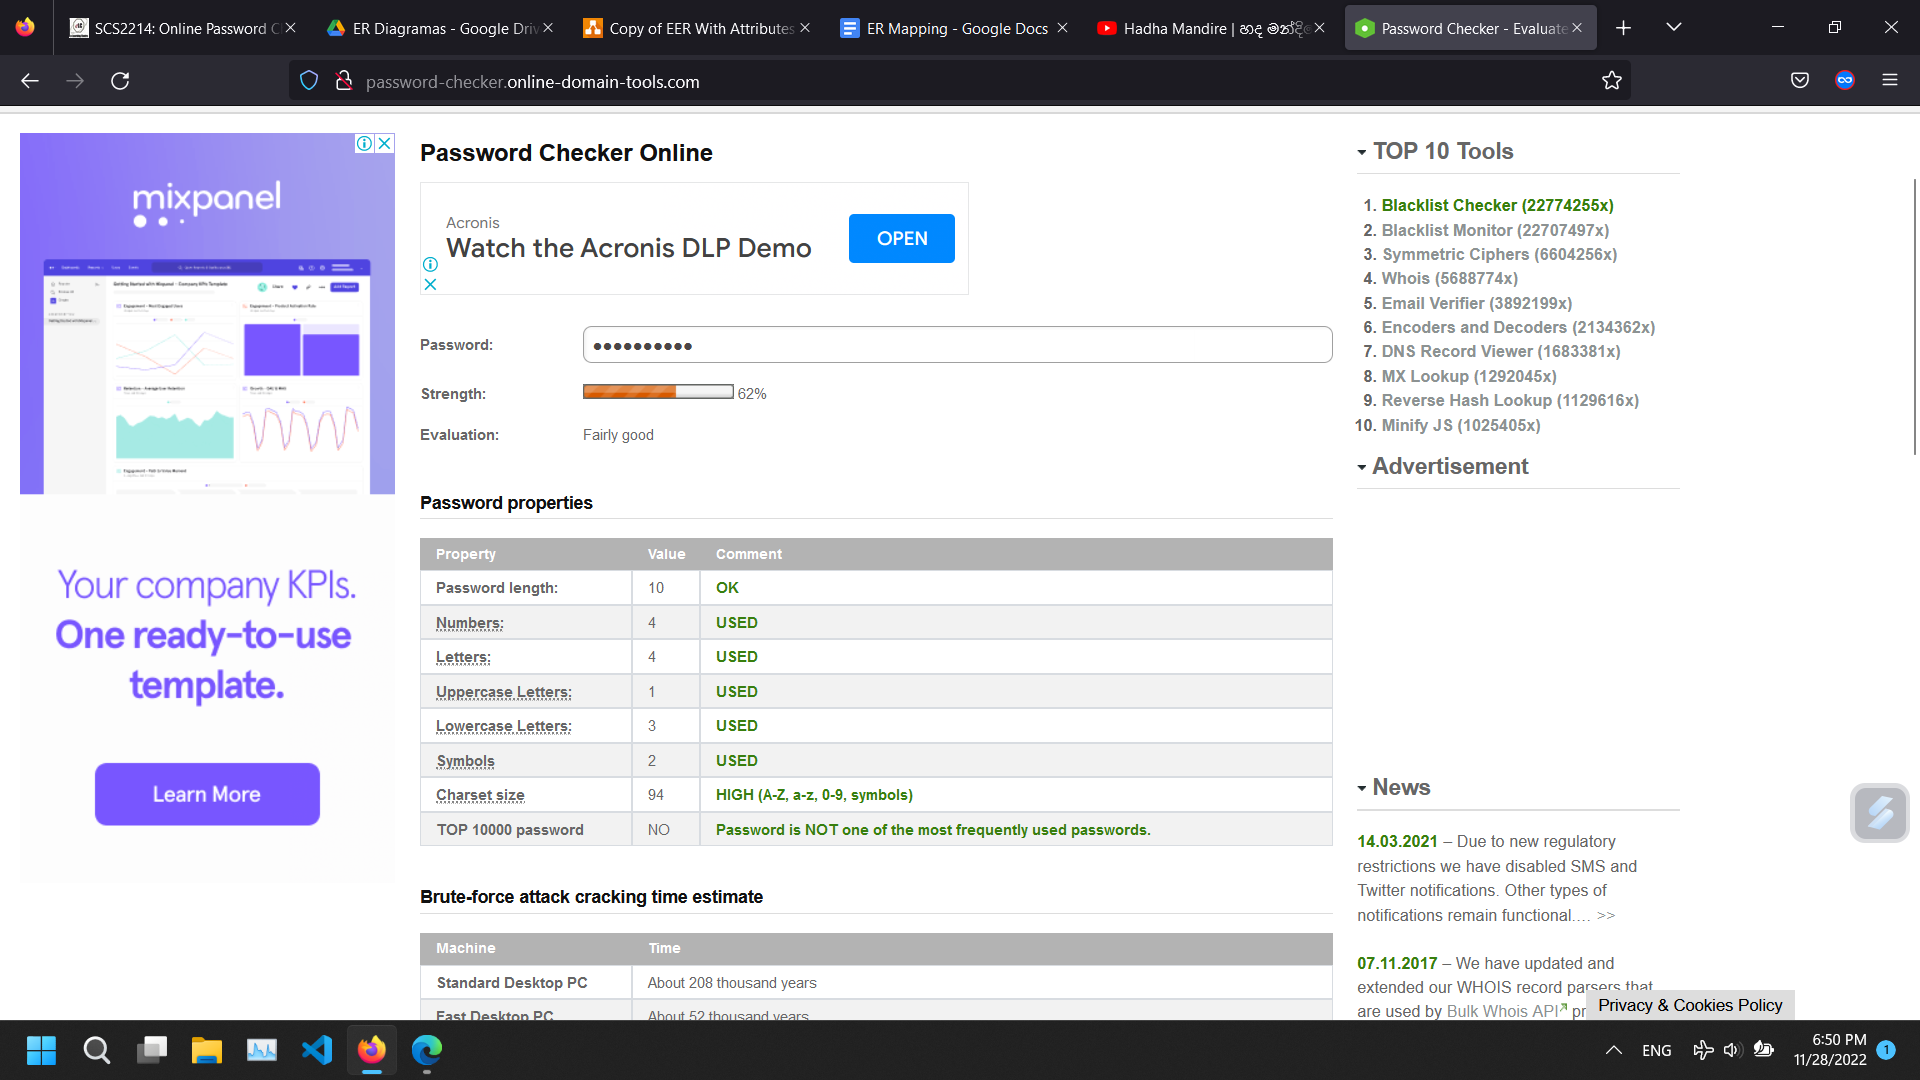 SCS2214: Online Password C
ER Diagramas - Google Driv
Copy of EER With Attributes
ER Mapping - Google Docs
Hadha Mandire | හද මන්දිරේ
Password Checker - Evaluate
password-checker.online-domain-tools.com
mixpanel
Your company KPIs.
One ready-to-use
template.
Learn More
Password Checker Online
Acronis
Watch the Acronis DLP Demo
OPEN
Password:
●●●●●●●●●●
Strength: 62%
Evaluation: Fairly good
Password properties
Property Value Comment
Password length: 10 OK
Numbers: 4 USED
Letters: 4 USED
Uppercase Letters: 1 USED
Lowercase Letters: 3 USED
Symbols 2 USED
Charset size 94 HIGH (A-Z, a-z, 0-9, symbols)
TOP 10000 password NO Password is NOT one of the most frequently used passwords.
Brute-force attack cracking time estimate
Machine Time
Standard Desktop PC About 208 thousand years
Fast Desktop PC About 52 thousand years
TOP 10 Tools
1. Blacklist Checker (22774255x)
2. Blacklist Monitor (22707497x)
3. Symmetric Ciphers (6604256x)
4. Whois (5688774x)
5. Email Verifier (3892199x)
6. Encoders and Decoders (2134362x)
7. DNS Record Viewer (1683381x)
8. MX Lookup (1292045x)
9. Reverse Hash Lookup (1129616x)
10. Minify JS (1025405x)
Advertisement
News
14.03.2021 – Due to new regulatory
restrictions we have disabled SMS and
Twitter notifications. Other types of
notifications remain functional.... >>
07.11.2017 – We have updated and
extended our WHOIS record parsers that
are used by Bulk Whois API pr
Privacy & Cookies Policy
ENG
6:50 PM
11/28/2022
1